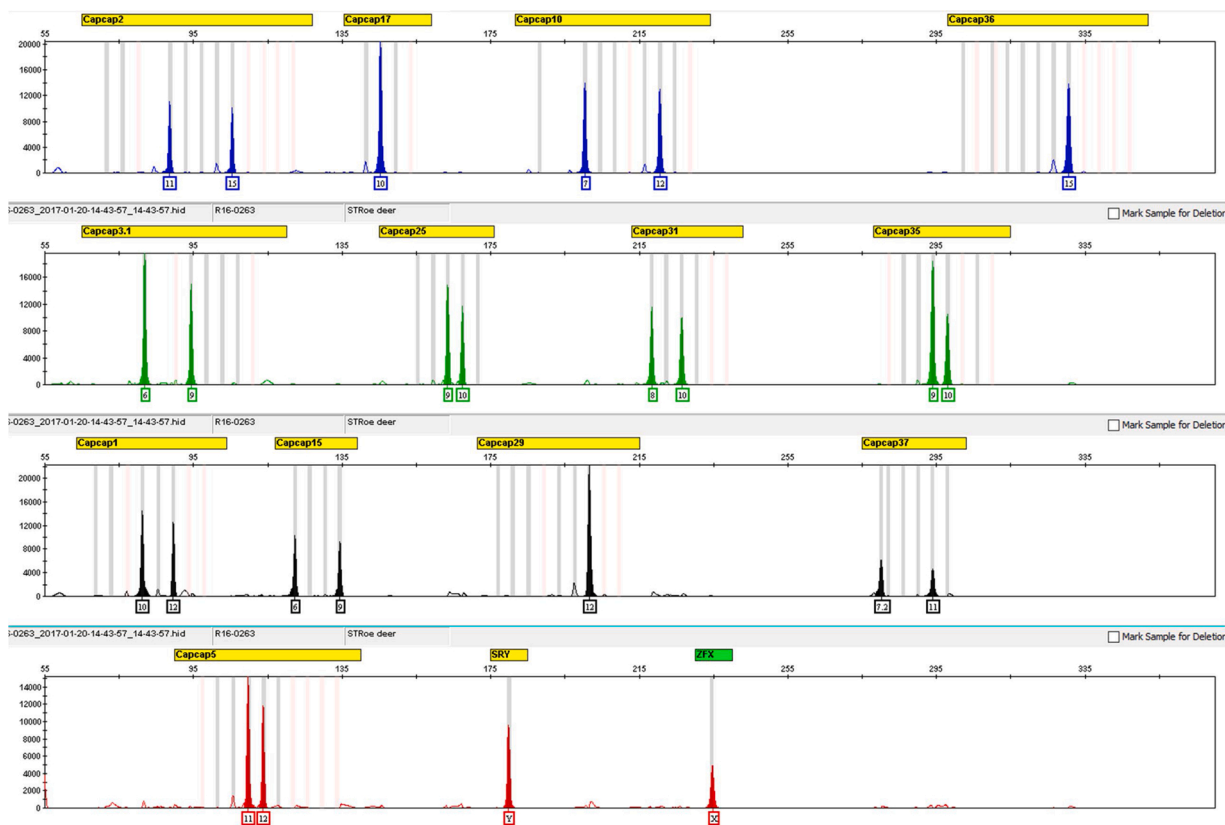 Capcap2 Capcap17 Capcap10 Capcap36
55 95 135 175 215 255 295 335
20000
16000
12000
8000
4000
0
11 15 10 7 12 15
-0263_2017-01-20-14-43-57_14-43-57.hid R16-0263 STRoe deer Mark Sample for Deletion
Capcap3.1 Capcap25 Capcap31 Capcap35
55 95 135 175 215 255 295 335
16000
12000
8000
4000
0
6 9 9 10 8 10 9 10
-0263_2017-01-20-14-43-57_14-43-57.hid R16-0263 STRoe deer Mark Sample for Deletion
Capcap1 Capcap15 Capcap29 Capcap37
55 95 135 175 215 255 295 335
20000
16000
12000
8000
4000
0
10 12 6 9 12 7.2 11
-0263_2017-01-20-14-43-57_14-43-57.hid R16-0263 STRoe deer Mark Sample for Deletion
Capcap5 SRY ZFX
55 95 135 175 215 255 295 335
14000
12000
10000
8000
6000
4000
2000
0
11 12 Y X